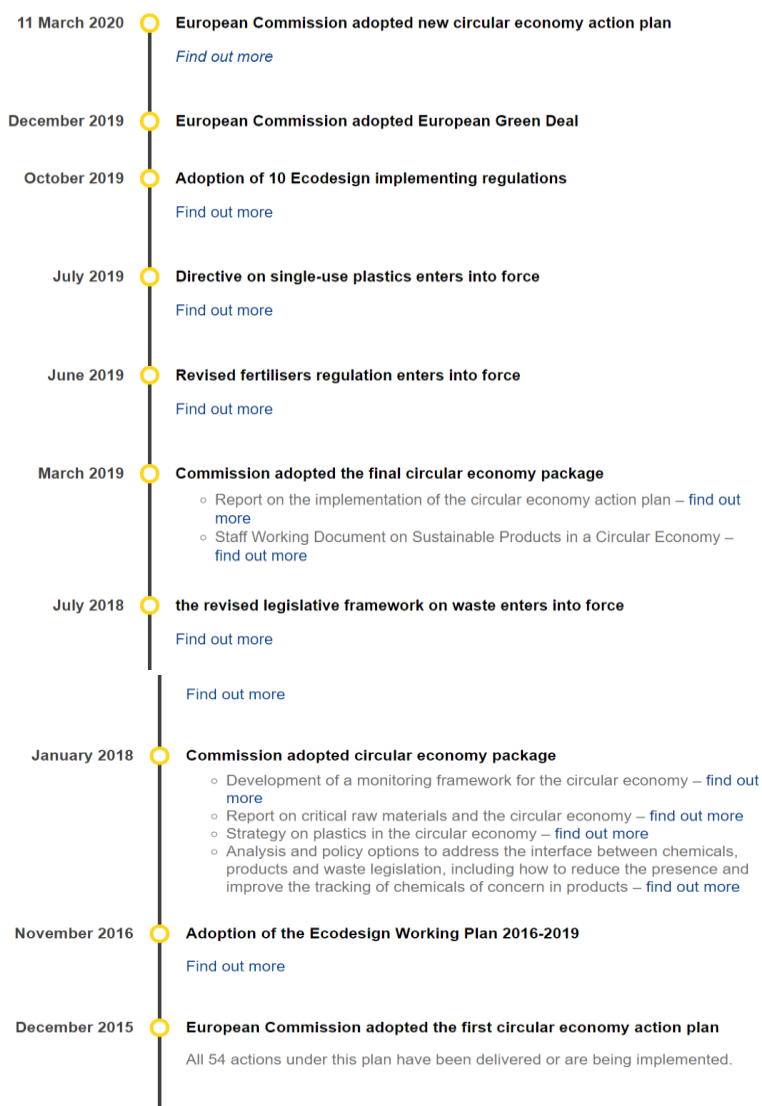 11 March 2020 European Commission adopted new circular economy action plan
Find out more
December 2019 European Commission adopted European Green Deal
October 2019 Adoption of 10 Ecodesign implementing regulations
Find out more
July 2019 Directive on single-use plastics enters into force
Find out more
June 2019 Revised fertilisers regulation enters into force
Find out more
March 2019 Commission adopted the final circular economy package
Report on the implementation of the circular economy action plan – find out
more
Staff Working Document on Sustainable Products in a Circular Economy –
find out more
July 2018 the revised legislative framework on waste enters into force
Find out more
Find out more
January 2018 Commission adopted circular economy package
Development of a monitoring framework for the circular economy – find out
more
Report on critical raw materials and the circular economy – find out more
Strategy on plastics in the circular economy – find out more
Analysis and policy options to address the interface between chemicals,
products and waste legislation, including how to reduce the presence and
improve the tracking of chemicals of concern in products – find out more
November 2016 Adoption of the Ecodesign Working Plan 2016-2019
Find out more
December 2015 European Commission adopted the first circular economy action plan
All 54 actions under this plan have been delivered or are being implemented.